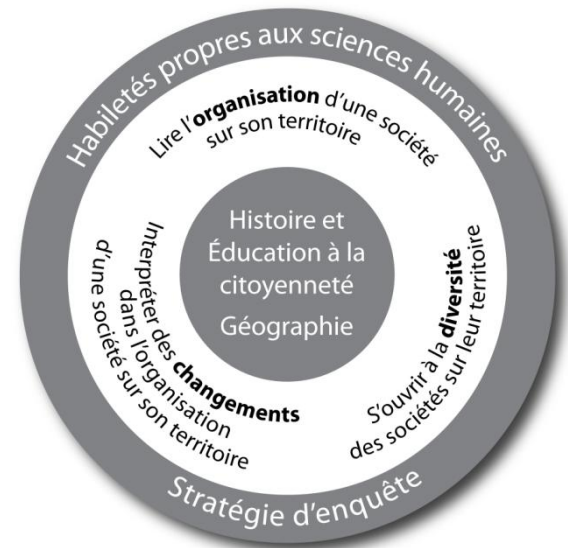 Habiletés propres aux sciences humaines
Lire l'organisation d'une société
sur son territoire
Histoire et
Éducation à la
citoyenneté
Géographie
Interpréter des changements
dans l'organisation
d'une société sur son territoire
S'ouvrir à la diversité
des sociétés sur leur territoire
Stratégie d'enquête